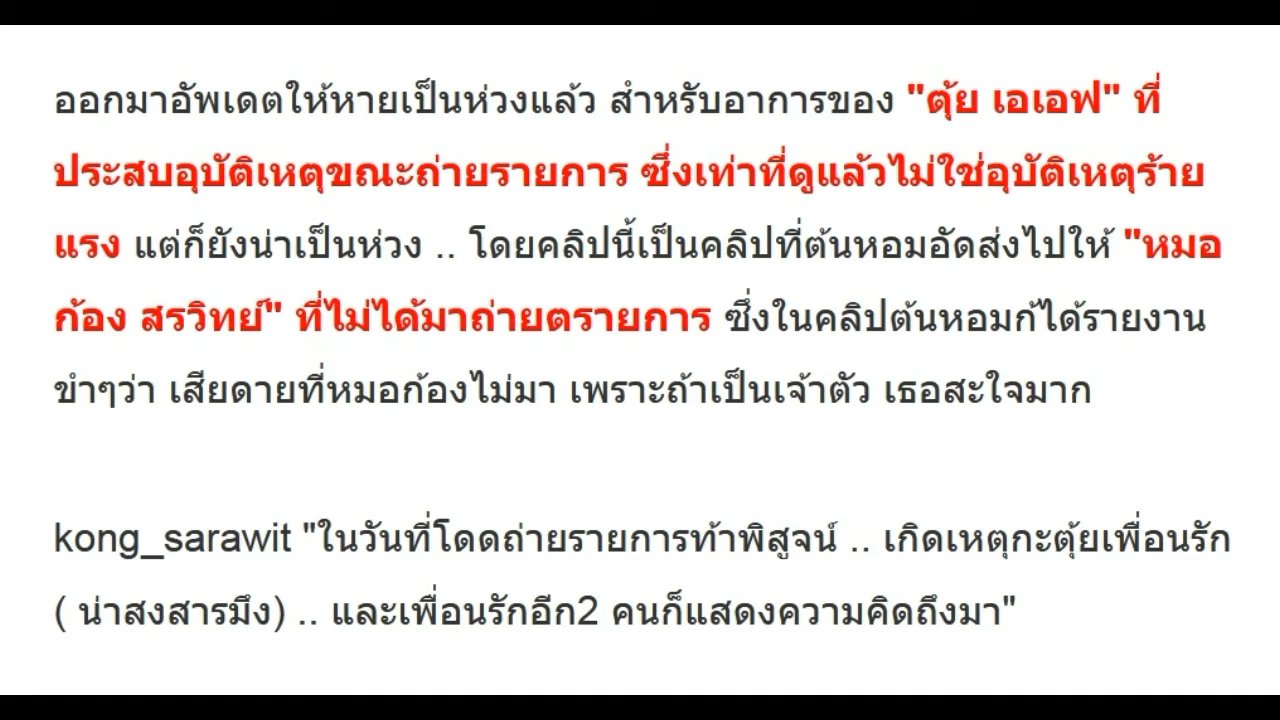 ออกมาอัพเดตให้หายเป็นห่วงแล้ว สำหรับอาการของ "ตุ้ย เอเอฟ" ที่
ประสบอุบัติเหตุขณะถ่ายรายการ ซึ่งเท่าที่ดูแล้วไม่ใช่อุบัติเหตุร้าย
แรง แต่ก็ยังน่าเป็นห่วง .. โดยคลิปนี้เป็นคลิปที่ต้นหอมอัดส่งไปให้ "หมอ
ก้อง สรวิทย์" ที่ไม่ได้มาถ่ายตรายการ ซึ่งในคลิปต้นหอมก้ได้รายงาน
ขำๆว่า เสียดายที่หมอก้องไม่มา เพราะถ้าเป็นเจ้าตัว เธอสะใจมาก
kong_sarawit "ในวันที่โดดถ่ายรายการท้าพิสูจน์ .. เกิดเหตุกะตุ้ยเพื่อนรัก
( น่าสงสารมึง) .. และเพื่อนรักอีก2 คนก็แสดงความคิดถึงมา"